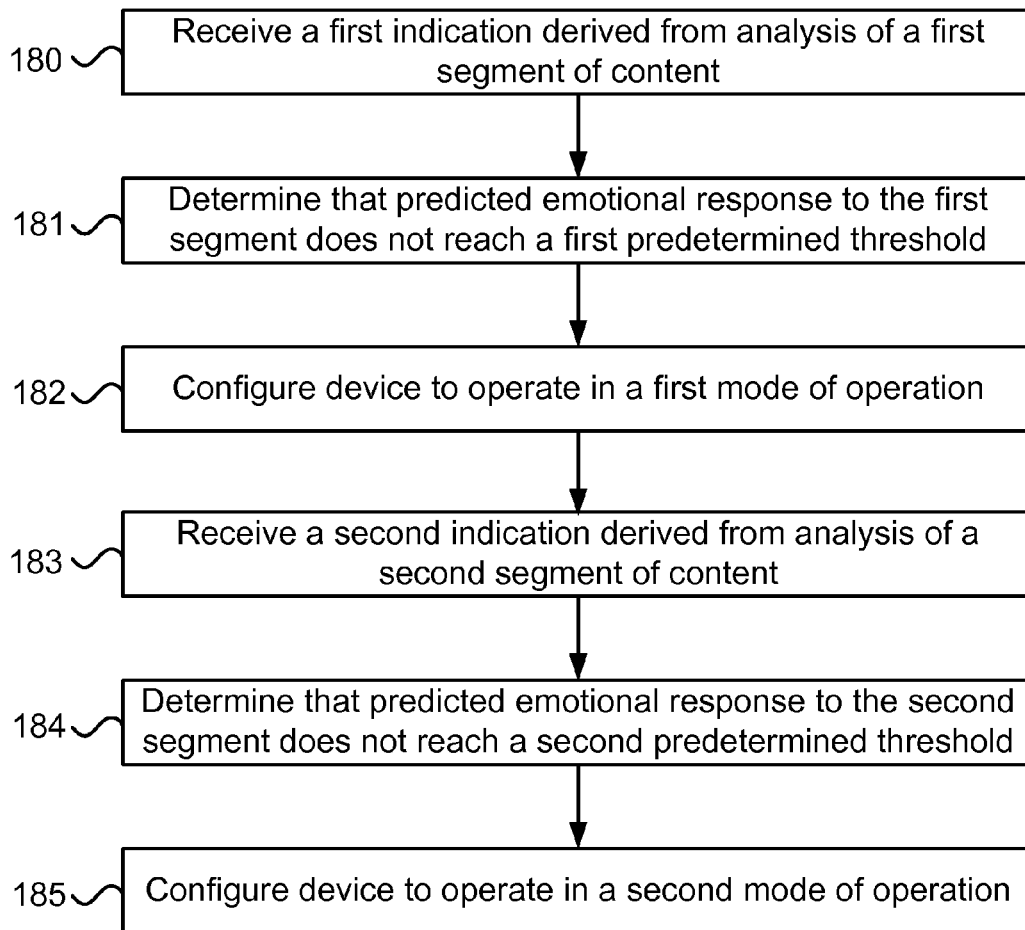 180
Receive a first indication derived from analysis of a first
segment of content
181
Determine that predicted emotional response to the first
segment does not reach a first predetermined threshold
182
Configure device to operate in a first mode of operation
183
Receive a second indication derived from analysis of a
second segment of content
184
Determine that predicted emotional response to the second
segment does not reach a second predetermined threshold
185
Configure device to operate in a second mode of operation